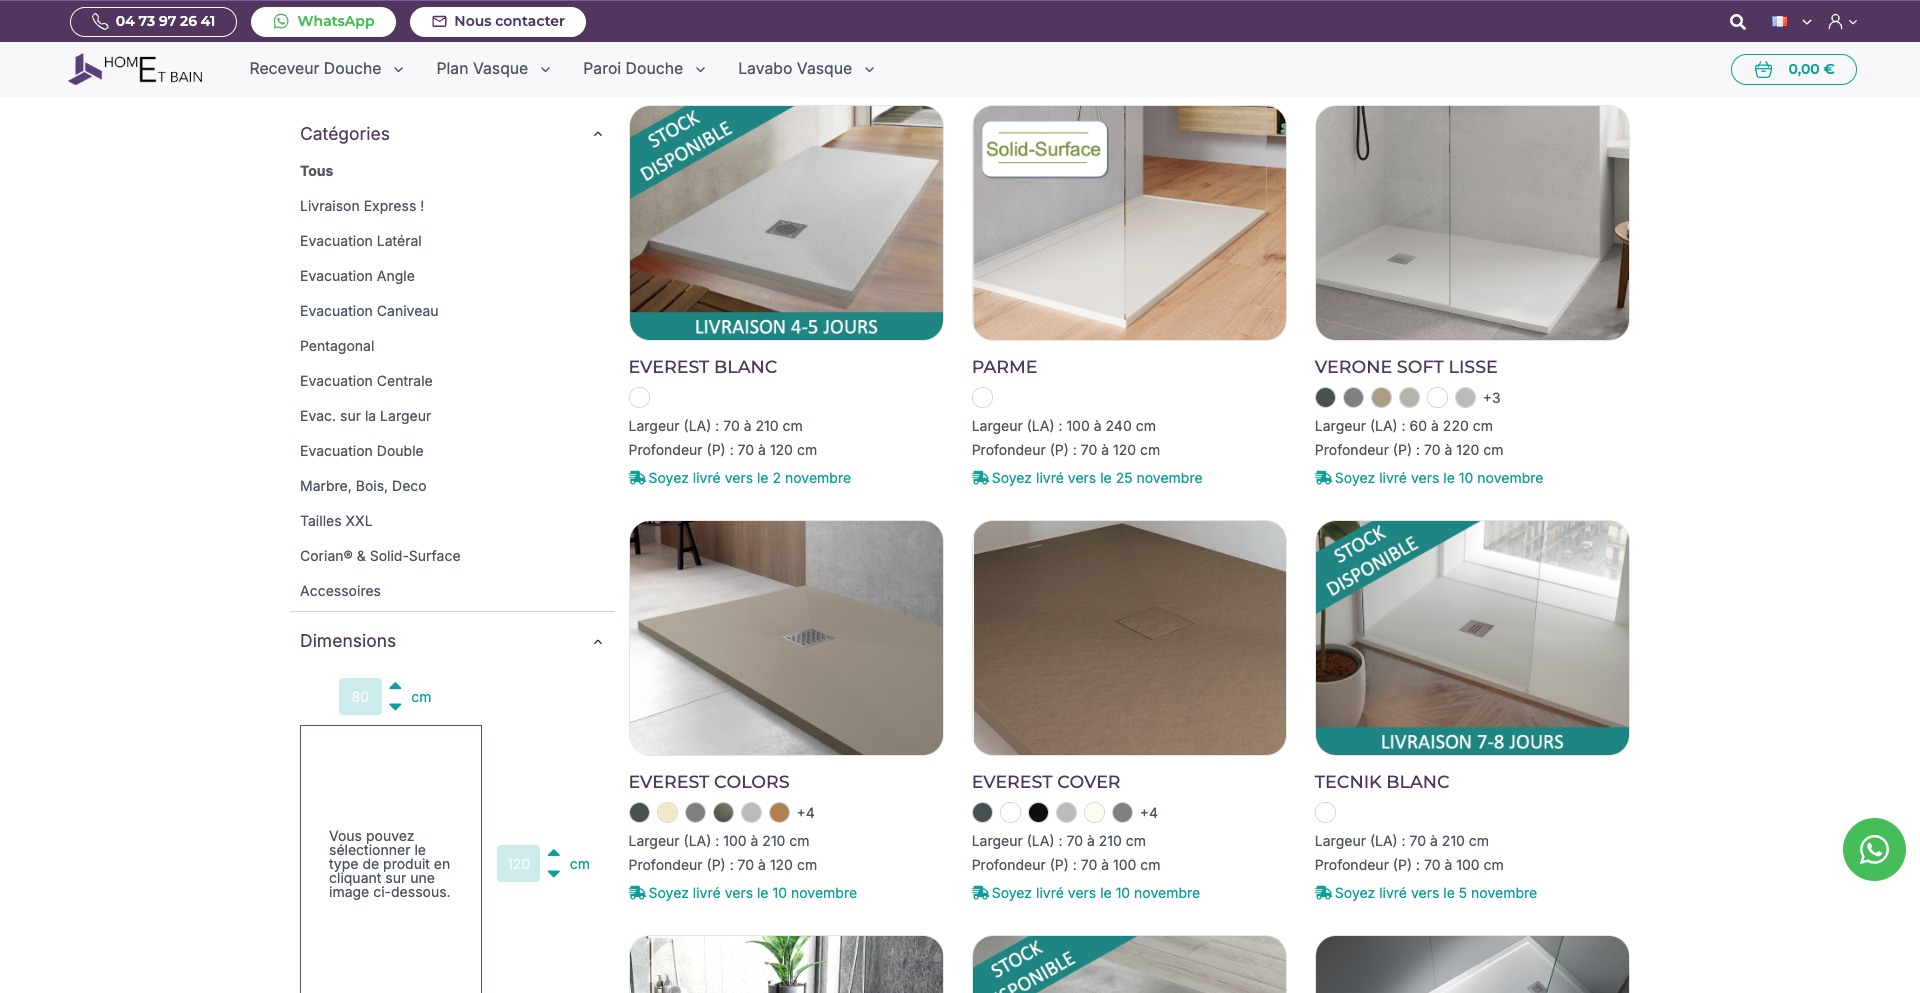 04 73 97 26 41
WhatsApp
Nous contacter
HOM
ET BAIN
Receveur Douche
Plan Vasque
Paroi Douche
Lavabo Vasque
0,00 €
Catégories
Tous
Livraison Express !
Evacuation Latéral
Evacuation Angle
Evacuation Caniveau
Pentagonal
Evacuation Centrale
Evac. sur la Largeur
Evacuation Double
Marbre, Bois, Deco
Tailles XXL
Corian® & Solid-Surface
Accessoires
Dimensions
80 cm
Vous pouvez
sélectionner le
type de produit en
cliquant sur une
image ci-dessous.
120 cm
STOCK
DISPONIBLE
LIVRAISON 4-5 JOURS
EVEREST BLANC
Largeur (LA) : 70 à 210 cm
Profondeur (P) : 70 à 120 cm
Soyez livré vers le 2 novembre
Solid-Surface
PARME
Largeur (LA) : 100 à 240 cm
Profondeur (P) : 70 à 120 cm
Soyez livré vers le 25 novembre
VERONE SOFT LISSE
+3
Largeur (LA) : 60 à 220 cm
Profondeur (P) : 70 à 120 cm
Soyez livré vers le 10 novembre
EVEREST COLORS
+4
Largeur (LA) : 100 à 210 cm
Profondeur (P) : 70 à 120 cm
Soyez livré vers le 10 novembre
EVEREST COVER
+4
Largeur (LA) : 70 à 210 cm
Profondeur (P) : 70 à 100 cm
Soyez livré vers le 10 novembre
STOCK
DISPONIBLE
LIVRAISON 7-8 JOURS
TECNIK BLANC
Largeur (LA) : 70 à 210 cm
Profondeur (P) : 70 à 100 cm
Soyez livré vers le 5 novembre
STOCK
SPONIBLE